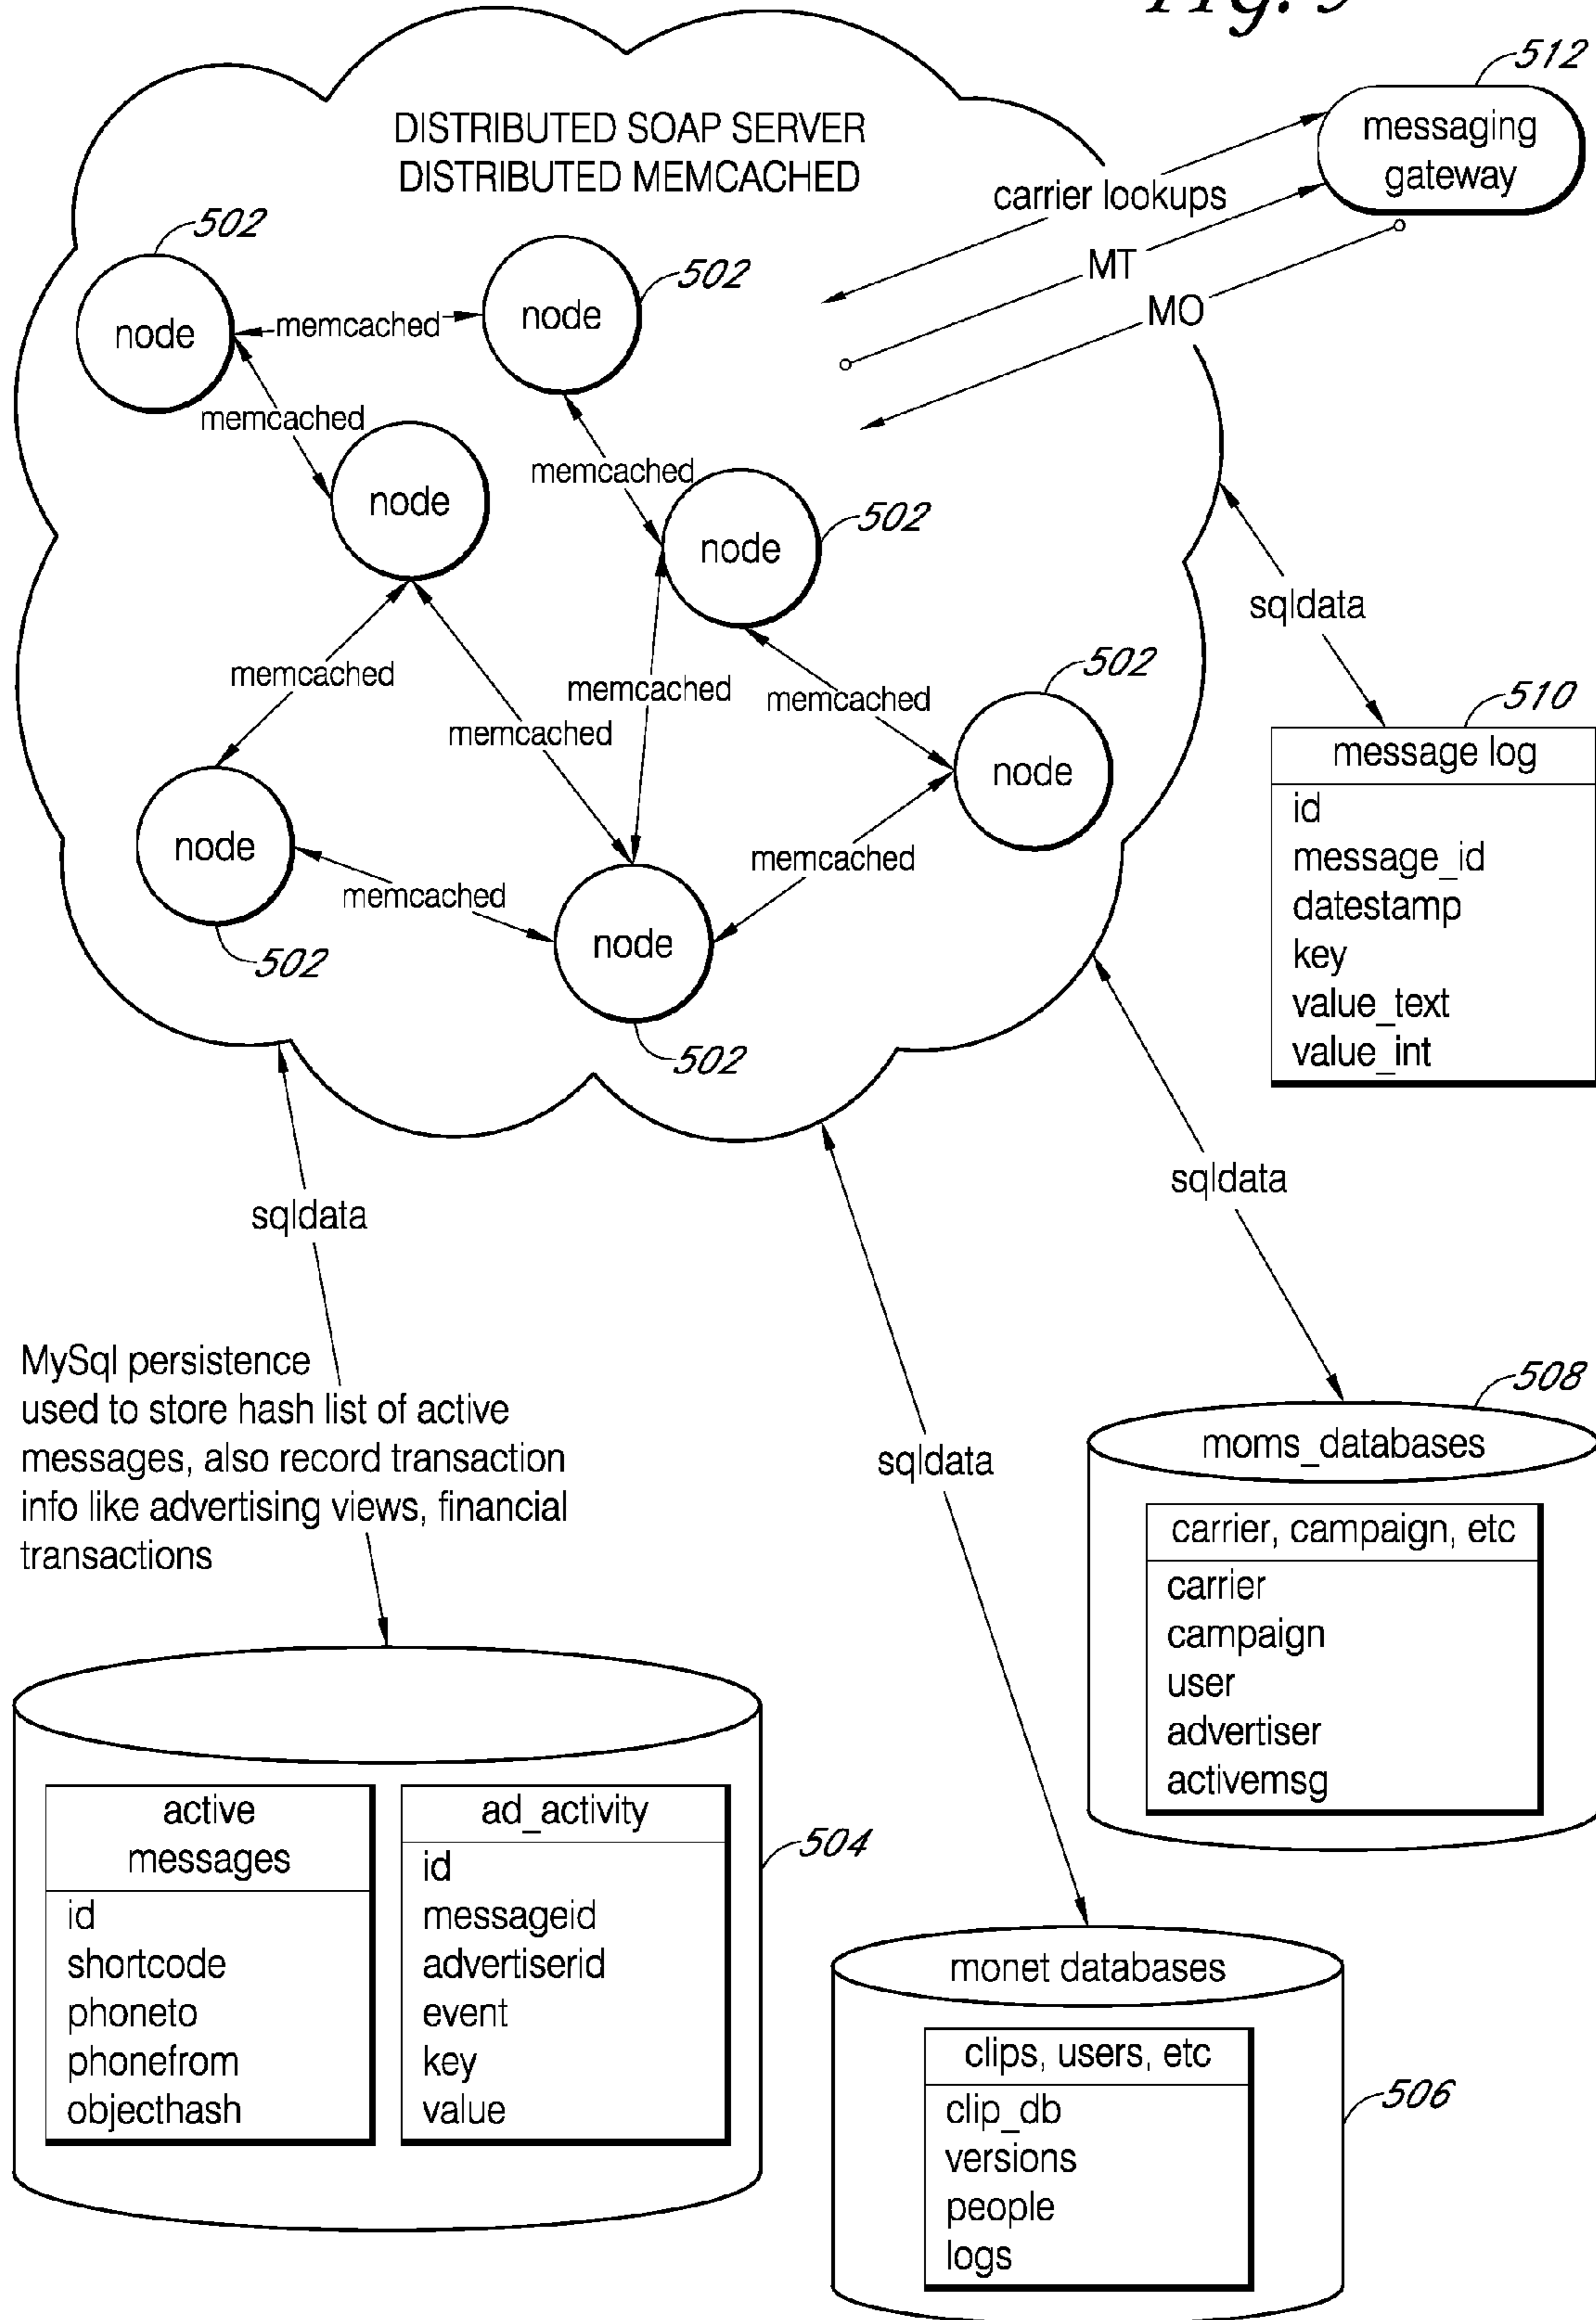 Fig. 5
512
messaging
gateway
DISTRIBUTED SOAP SERVER
DISTRIBUTED MEMCACHED
carrier lookups
MT
MO
502
node
memcached
502
node
memcached
node
memcached
502
node
sqldata
memcached
memcached
memcached
memcached
502
node
510
message log
id
message_id
datestamp
key
value_text
value_int
node
502
memcached
memcached
node
502
sqldata
sqldata
MySql persistence
used to store hash list of active
messages, also record transaction
info like advertising views, financial
transactions
sqldata
508
moms_databases
carrier, campaign, etc
carrier
campaign
user
advertiser
activemsg
active
messages
id
shortcode
phoneto
phonefrom
objecthash
ad_activity
id
messageid
advertiserid
event
key
value
504
monet databases
clips, users, etc
clip_db
versions
people
logs
506